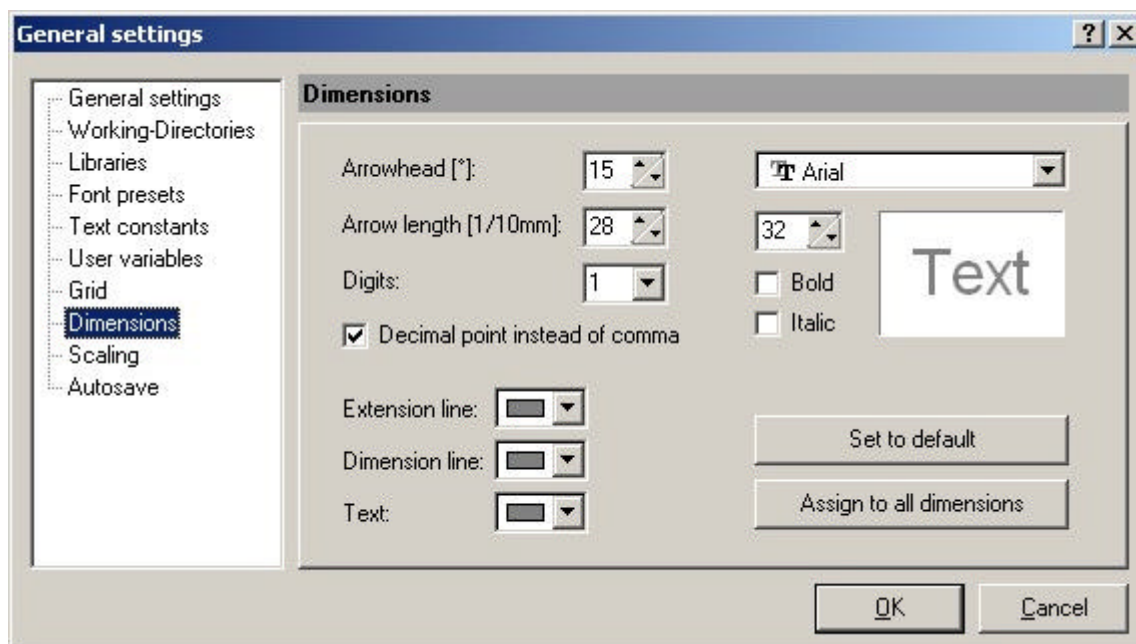 General settings
General settings
Working-Directories
Libraries
Font presets
Text constants
User variables
Grid
Dimensions
Scaling
Autosave
Dimensions
Arrowhead [°]: 15
Arrow length [1/10mm]: 28
Digits: 1
Decimal point instead of comma
Extension line:
Dimension line:
Text:
Arial
32
Bold
Italic
Text
Set to default
Assign to all dimensions
OK
Cancel